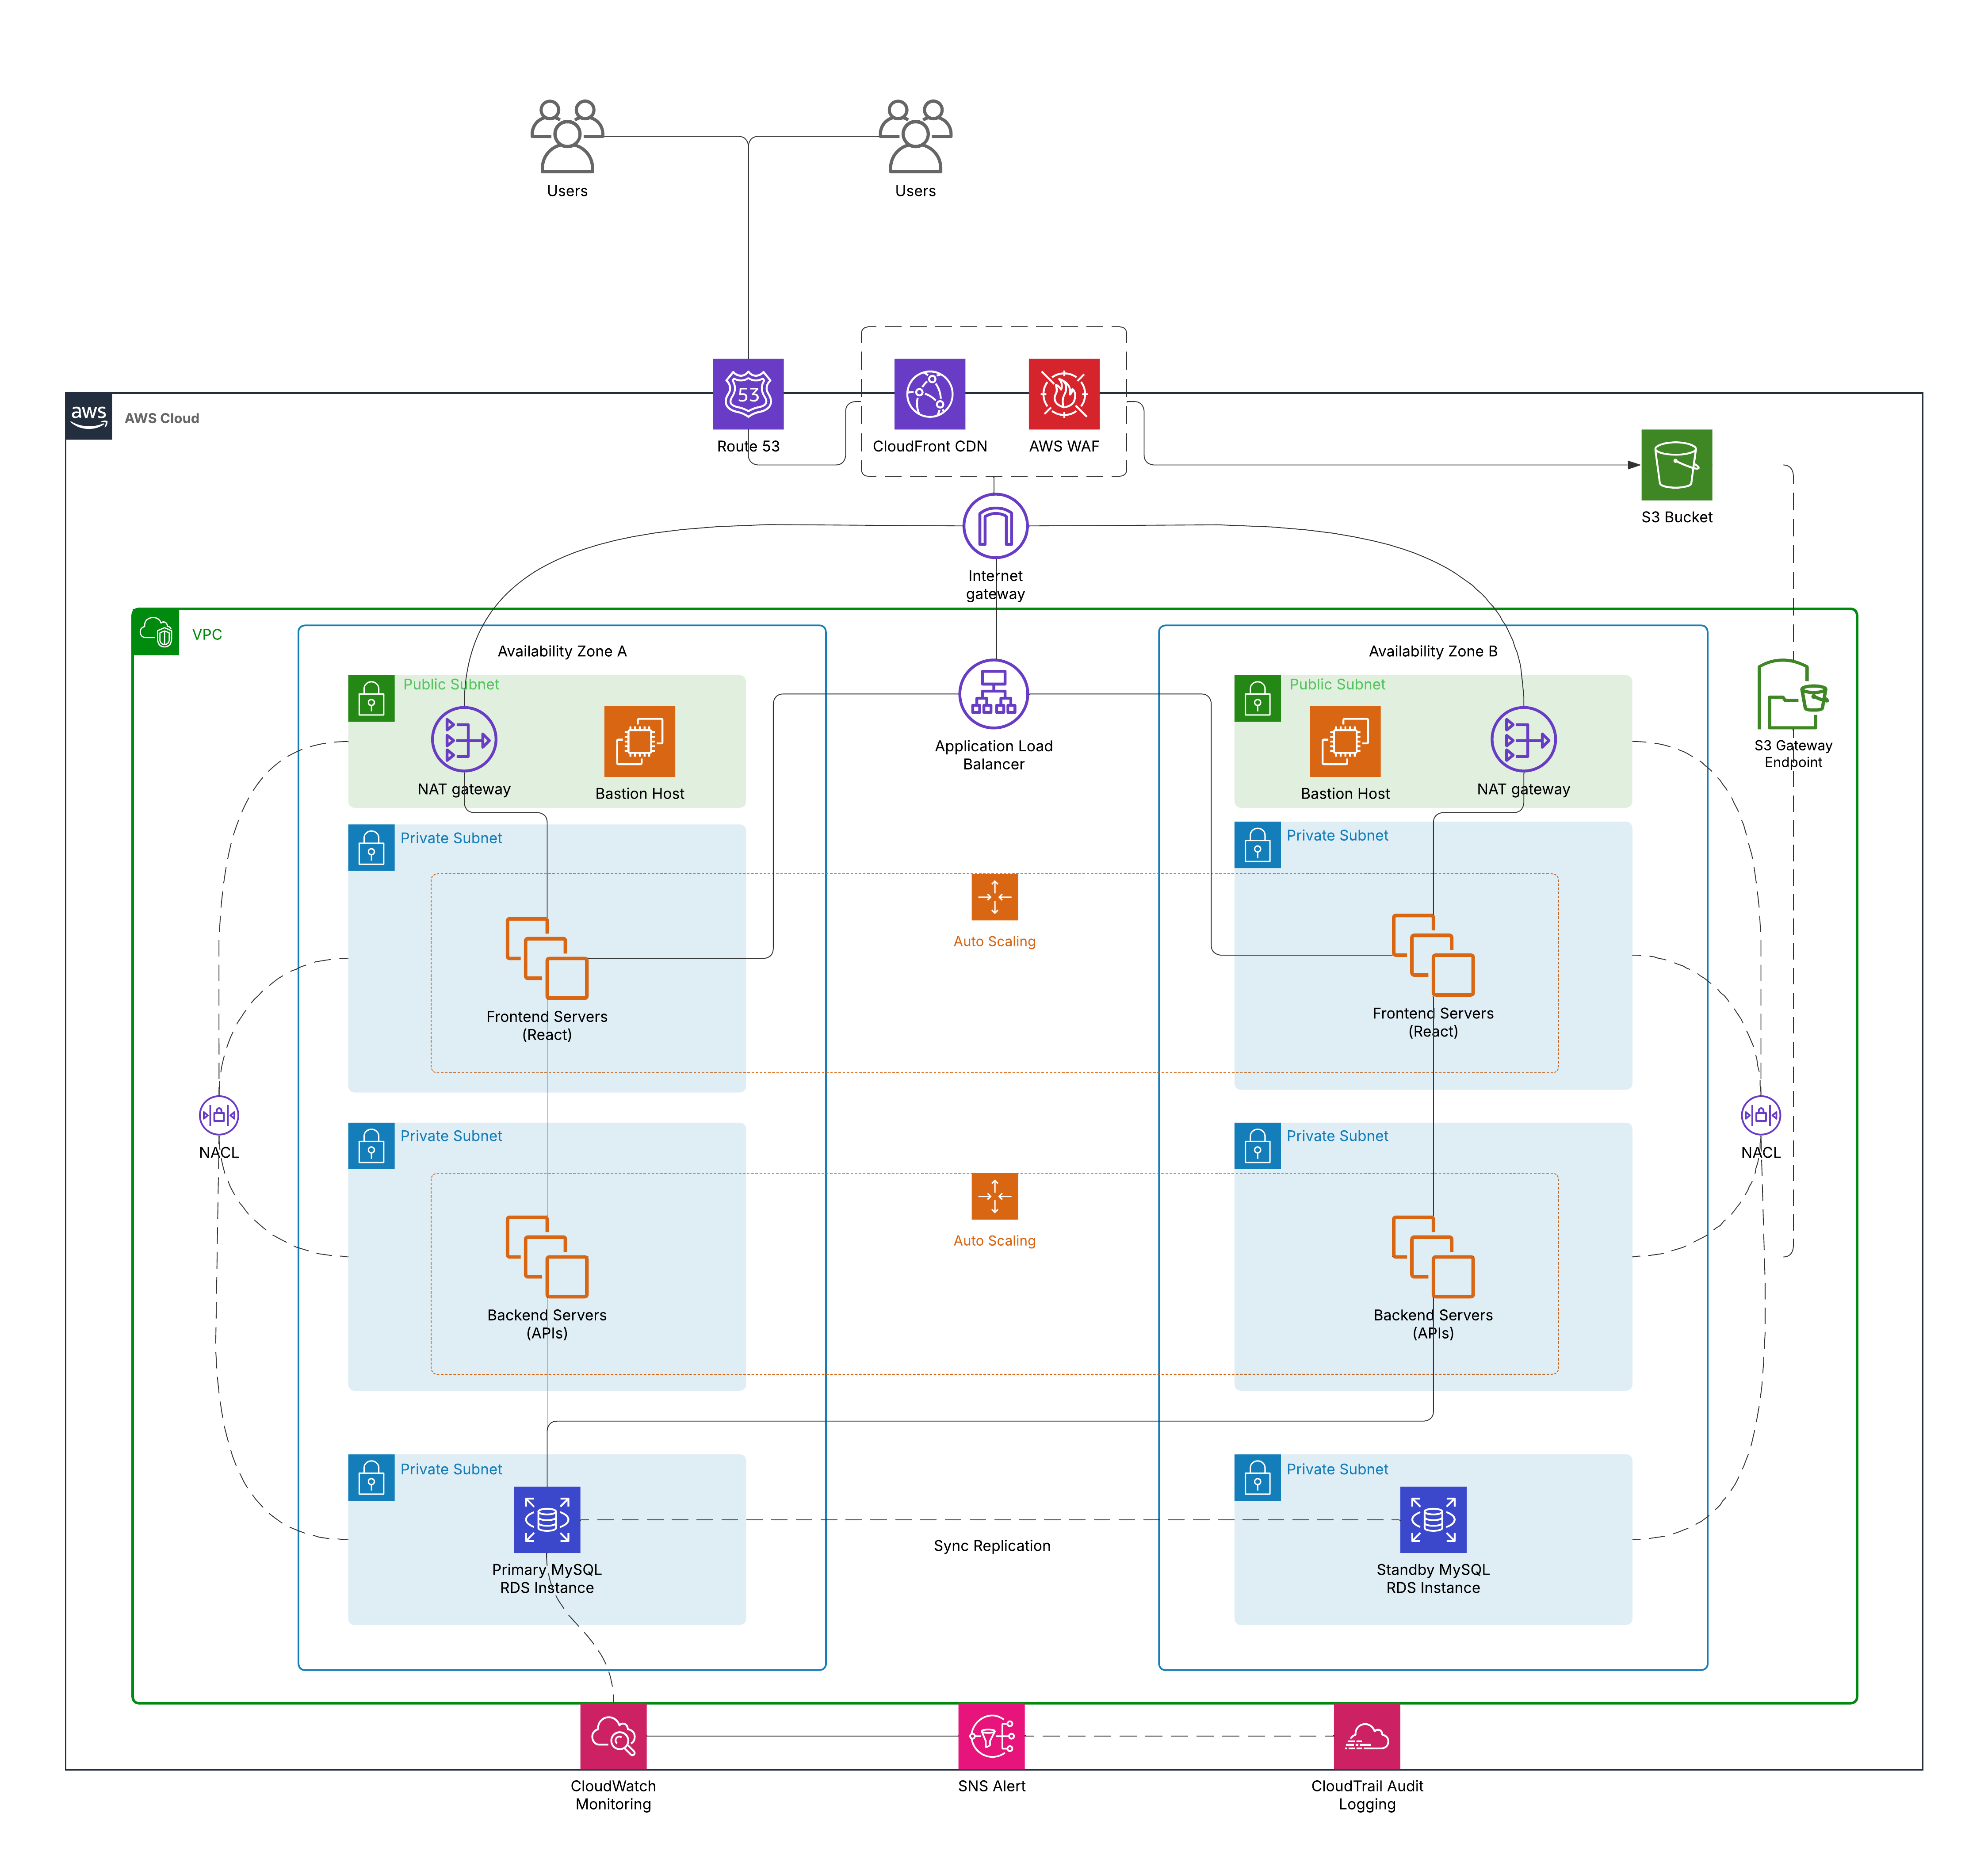 Users
Users
53
Route 53
CloudFront CDN
AWS WAF
aws
AWS Cloud
S3 Bucket
Internet
gateway
VPC
Availability Zone A
Availability Zone B
Public Subnet
NAT gateway
Bastion Host
Application Load
Balancer
Public Subnet
Bastion Host
NAT gateway
S3 Gateway
Endpoint
Private Subnet
Private Subnet
Auto Scaling
Frontend Servers
(React)
Frontend Servers
(React)
NACL
NACL
Private Subnet
Private Subnet
Auto Scaling
Backend Servers
(APIs)
Backend Servers
(APIs)
Private Subnet
Private Subnet
Sync Replication
Primary MySQL
RDS Instance
Standby MySQL
RDS Instance
CloudWatch
Monitoring
SNS Alert
CloudTrail Audit
Logging